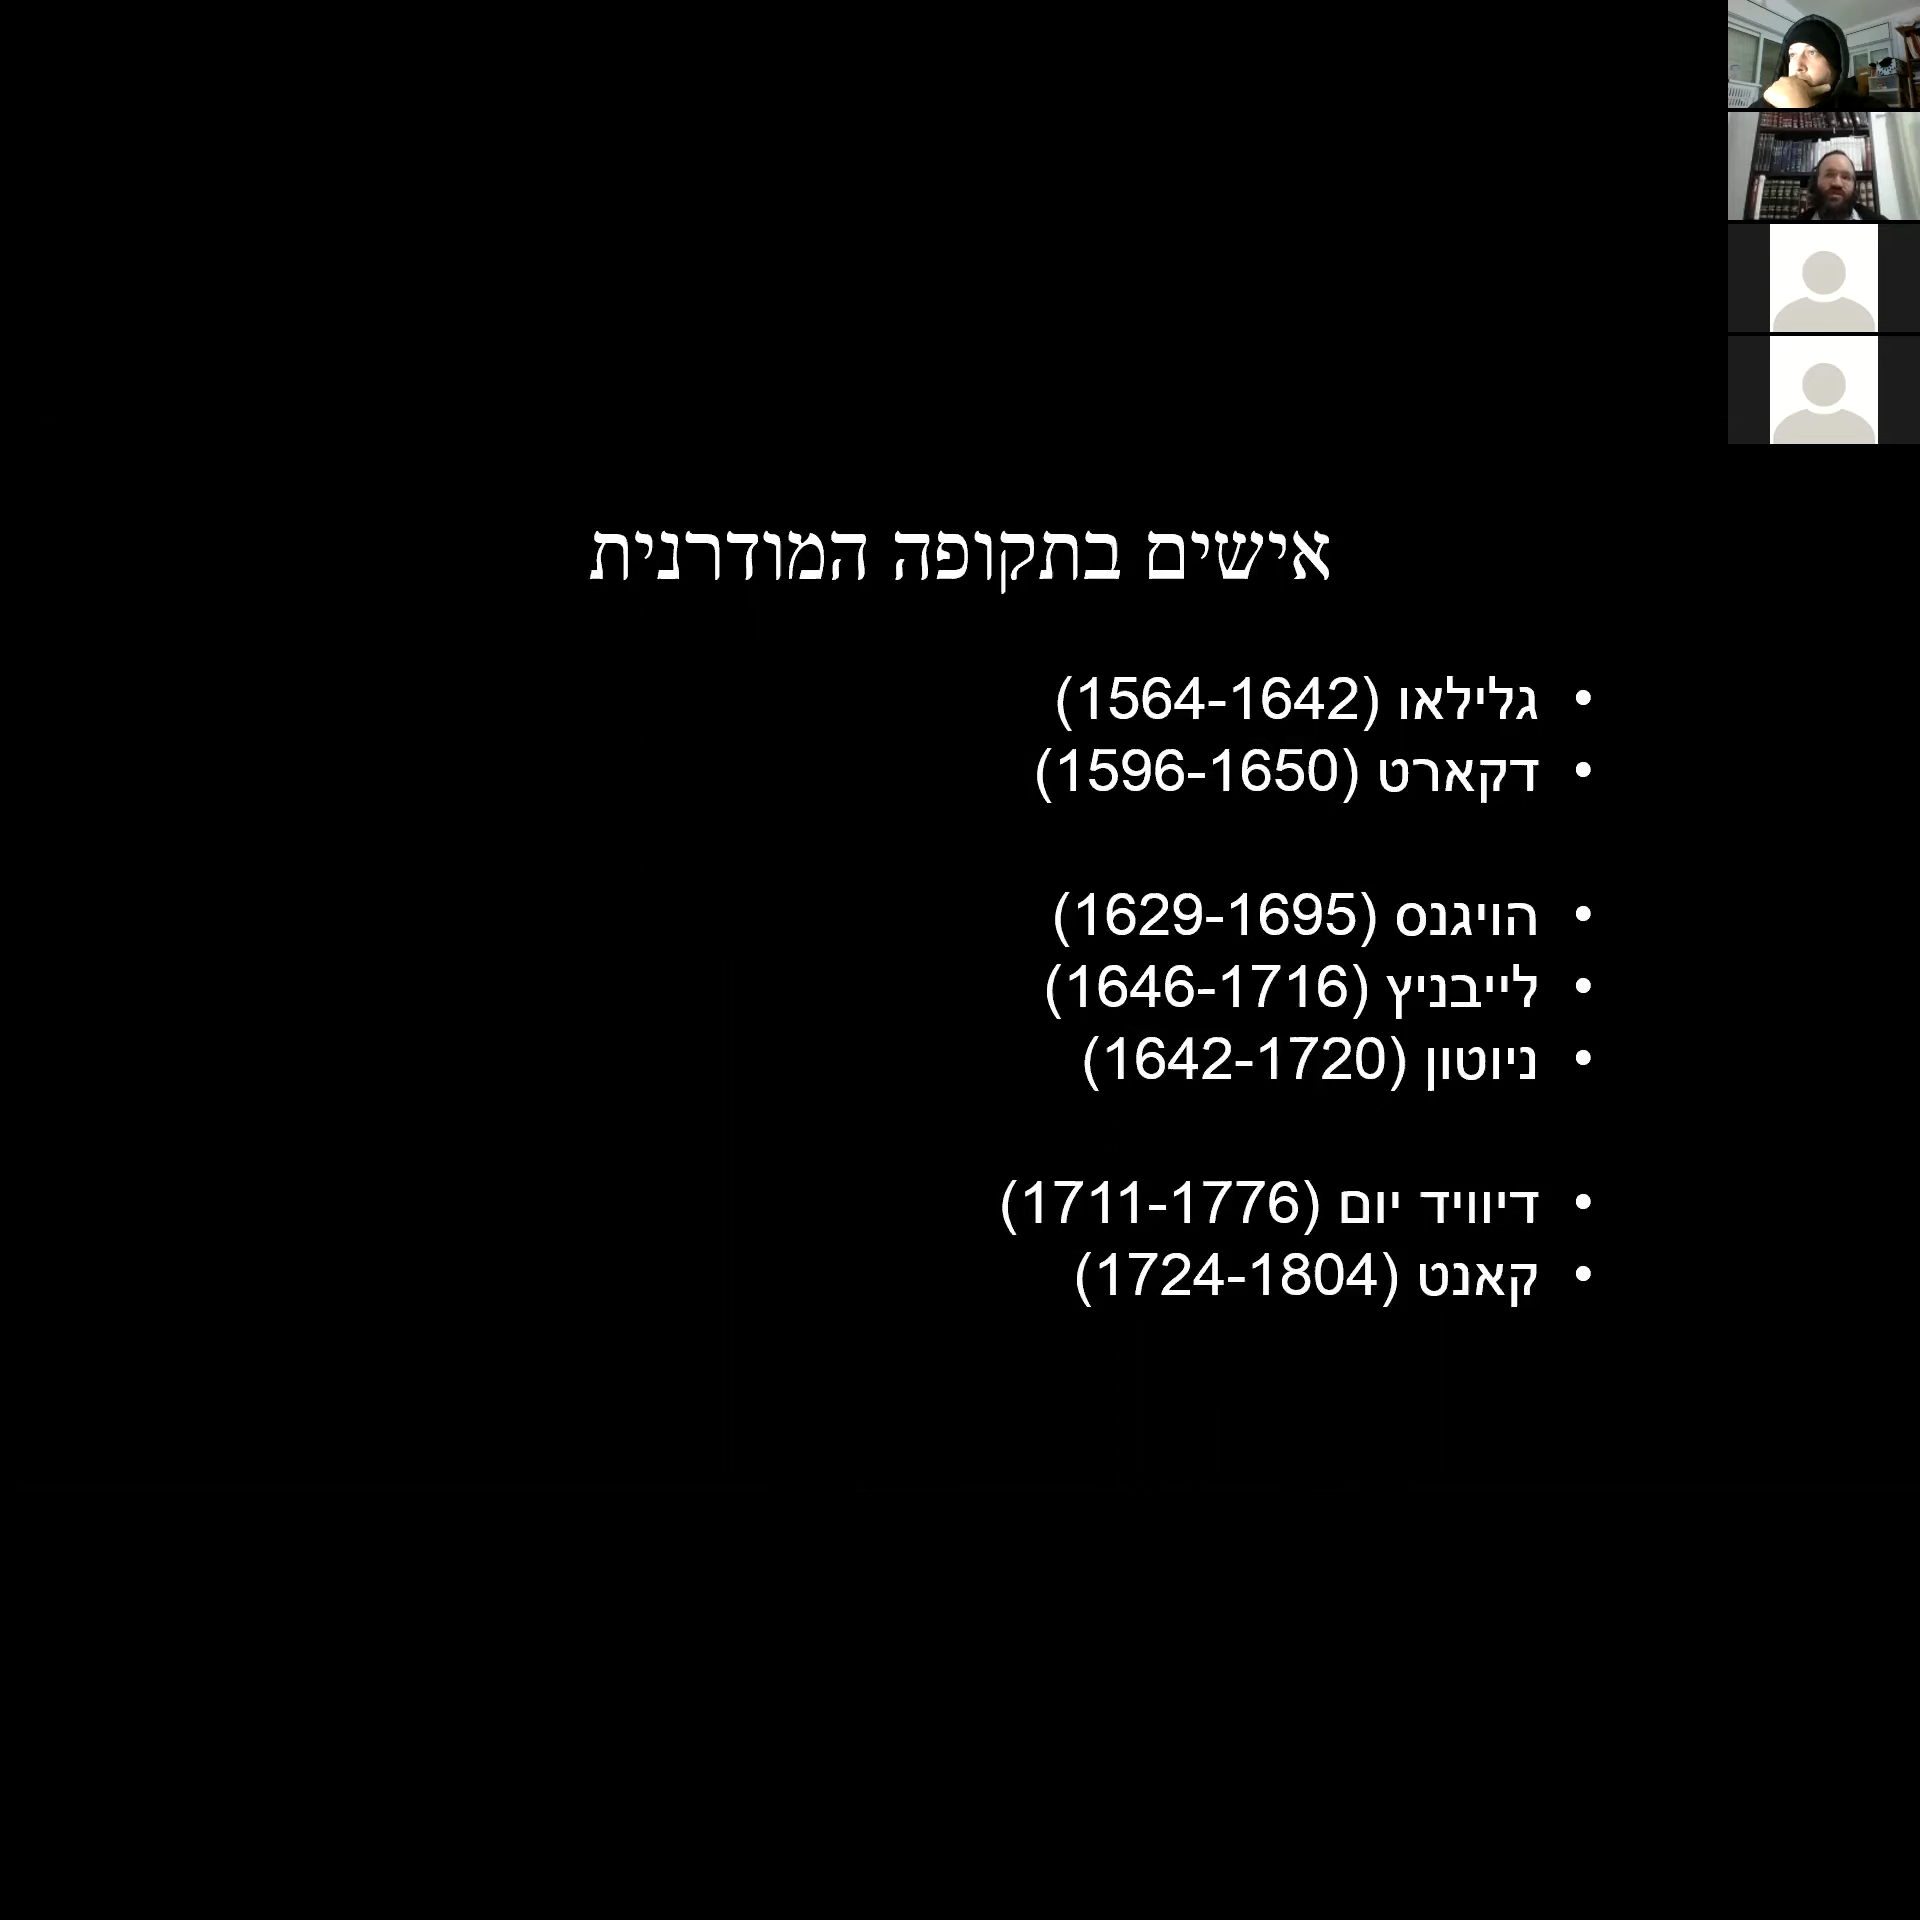 אישים בתקופה המודרנית
• גלילאו (1564-1642)
• דקארט (1596-1650)
• הויגנס (1629-1695)
• לייבניץ (1646-1716)
• ניוטון (1642-1720)
• דיוויד יום (1711-1776)
• קאנט (1724-1804)